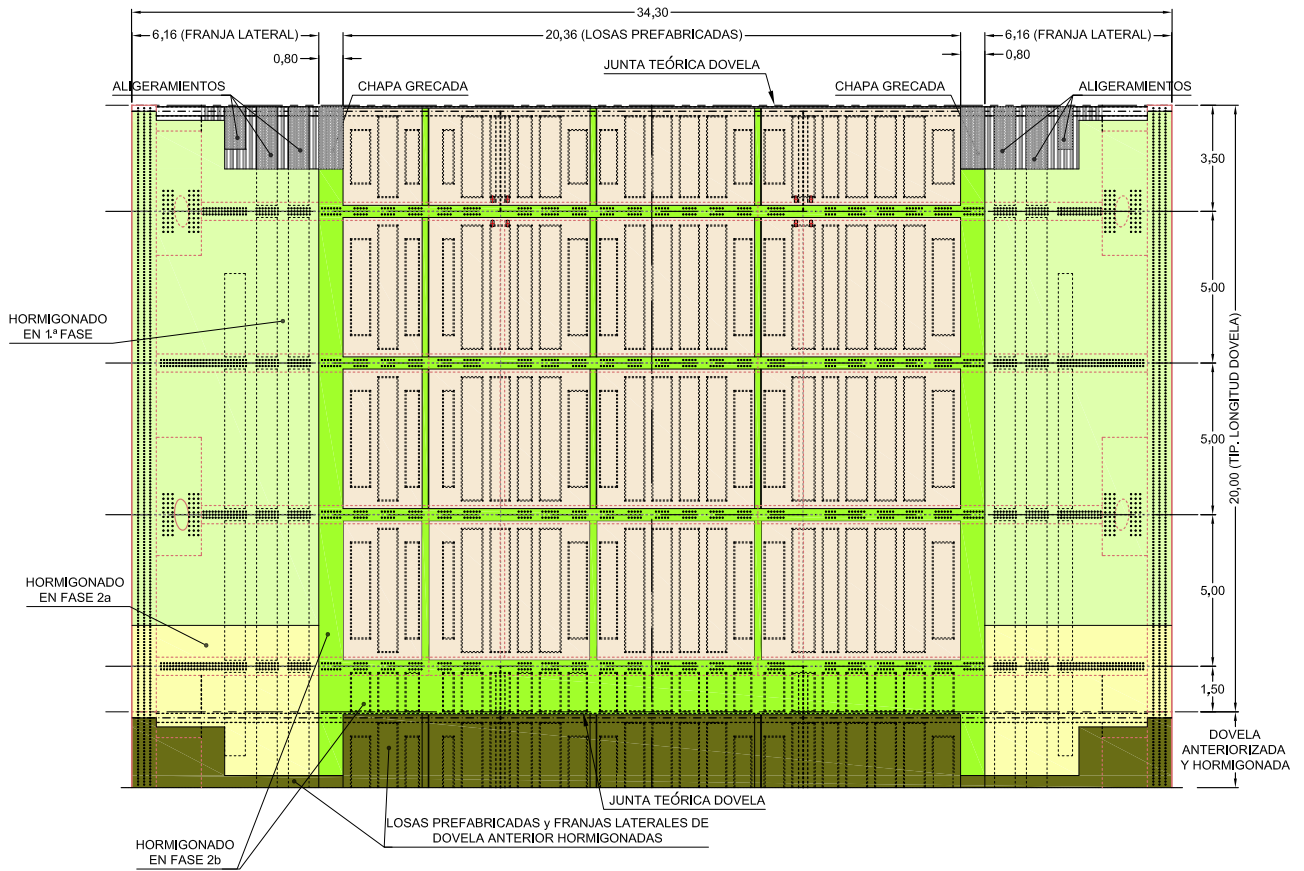 34,30
6,16 (FRANJA LATERAL)
20,36 (LOSAS PREFABRICADAS)
6,16 (FRANJA LATERAL)
0,80
0,80
JUNTA TEÓRICA DOVELA
ALIGERAMIENTOS
CHAPA GRECADA
CHAPA GRECADA
ALIGERAMIENTOS
3,50
5,00
HORMIGONADO
EN 1.ª FASE
20,00 (TIP. LONGITUD DOVELA)
5,00
HORMIGONADO
EN FASE 2a
5,00
1,50
DOVELA
ANTERIORIZADA
Y HORMIGONADA
JUNTA TEÓRICA DOVELA
LOSAS PREFABRICADAS y FRANJAS LATERALES DE
DOVELA ANTERIOR HORMIGONADAS
HORMIGONADO
EN FASE 2b